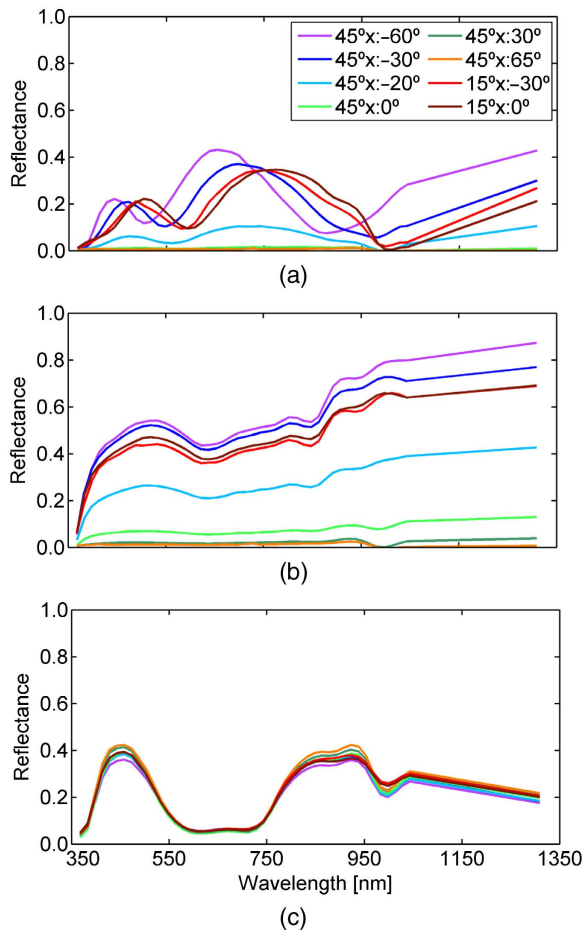 1.0
0.8
0.6
0.4
0.2
0.0
Reflectance
45ºx:−60º
45ºx:−30º
45ºx:−20º
45ºx:0º
45ºx:30º
45ºx:65º
15ºx:−30º
15ºx:0º
(a)
1.0
0.8
0.6
0.4
0.2
0.0
Reflectance
(b)
1.0
0.8
0.6
0.4
0.2
0.0
Reflectance
350 550 750 950 1150 1350
Wavelength [nm]
(c)